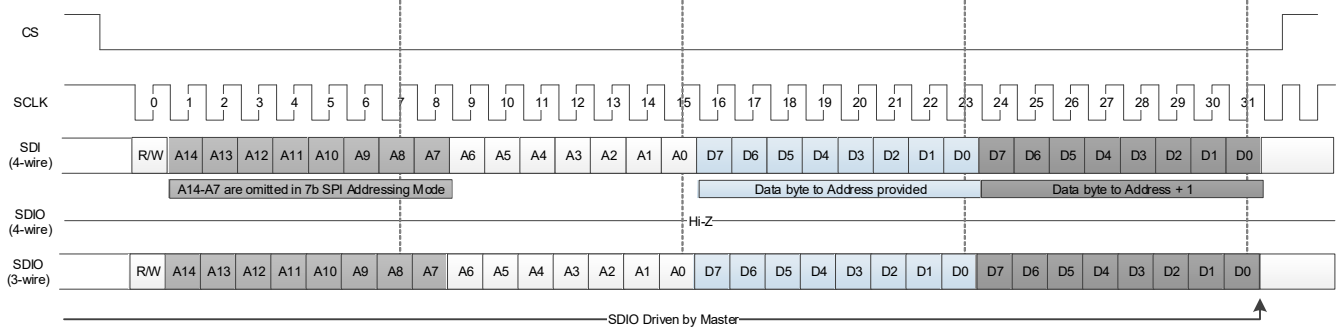 CS
SCLK 0 1 2 3 4 5 6 7 8 9 10 11 12 13 14 15 16 17 18 19 20 21 22 23 24 25 26 27 28 29 30 31
SDI
(4-wire)
R/W A14 A13 A12 A11 A10 A9 A8 A7 A6 A5 A4 A3 A2 A1 A0 D7 D6 D5 D4 D3 D2 D1 D0 D7 D6 D5 D4 D3 D2 D1 D0
A14-A7 are omitted in 7b SPI Addressing Mode Data byte to Address provided Data byte to Address + 1
SDIO
(4-wire)
Hi-Z
SDIO
(3-wire)
R/W A14 A13 A12 A11 A10 A9 A8 A7 A6 A5 A4 A3 A2 A1 A0 D7 D6 D5 D4 D3 D2 D1 D0 D7 D6 D5 D4 D3 D2 D1 D0
SDIO Driven by Master